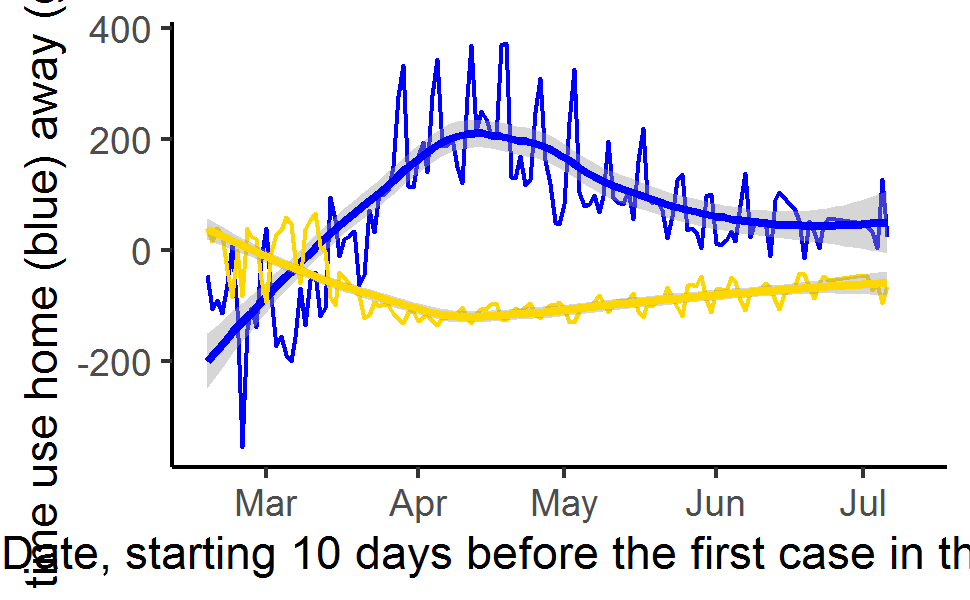 time use home (blue) away (
400
200
0
-200
Mar Apr May Jun Jul
Date, starting 10 days before the first case in th